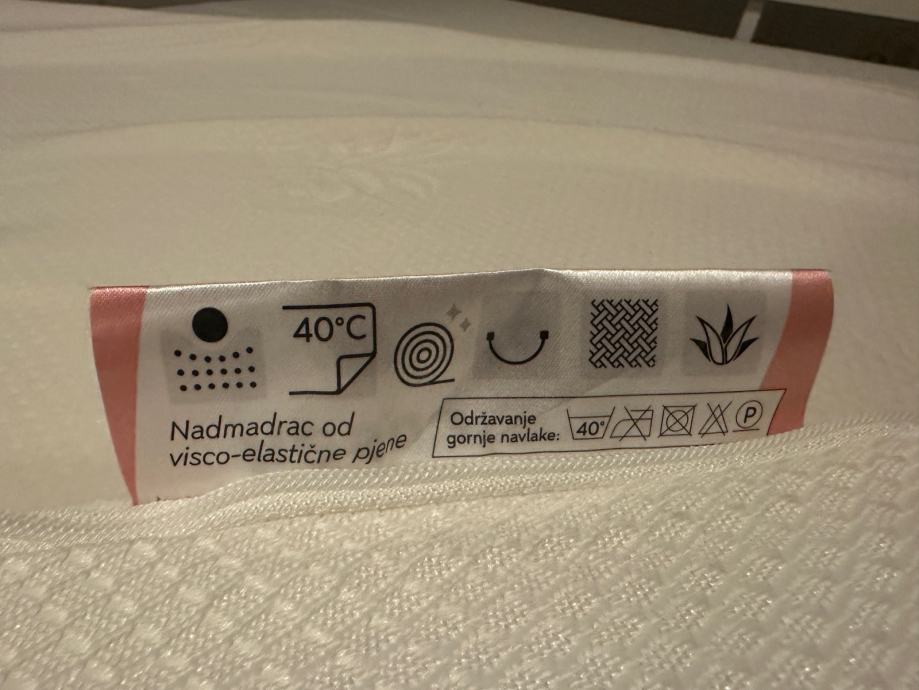 40°C
Nadmadrac od
visco-elastične pjene
Održavanje
gornje navlake:
40°
P